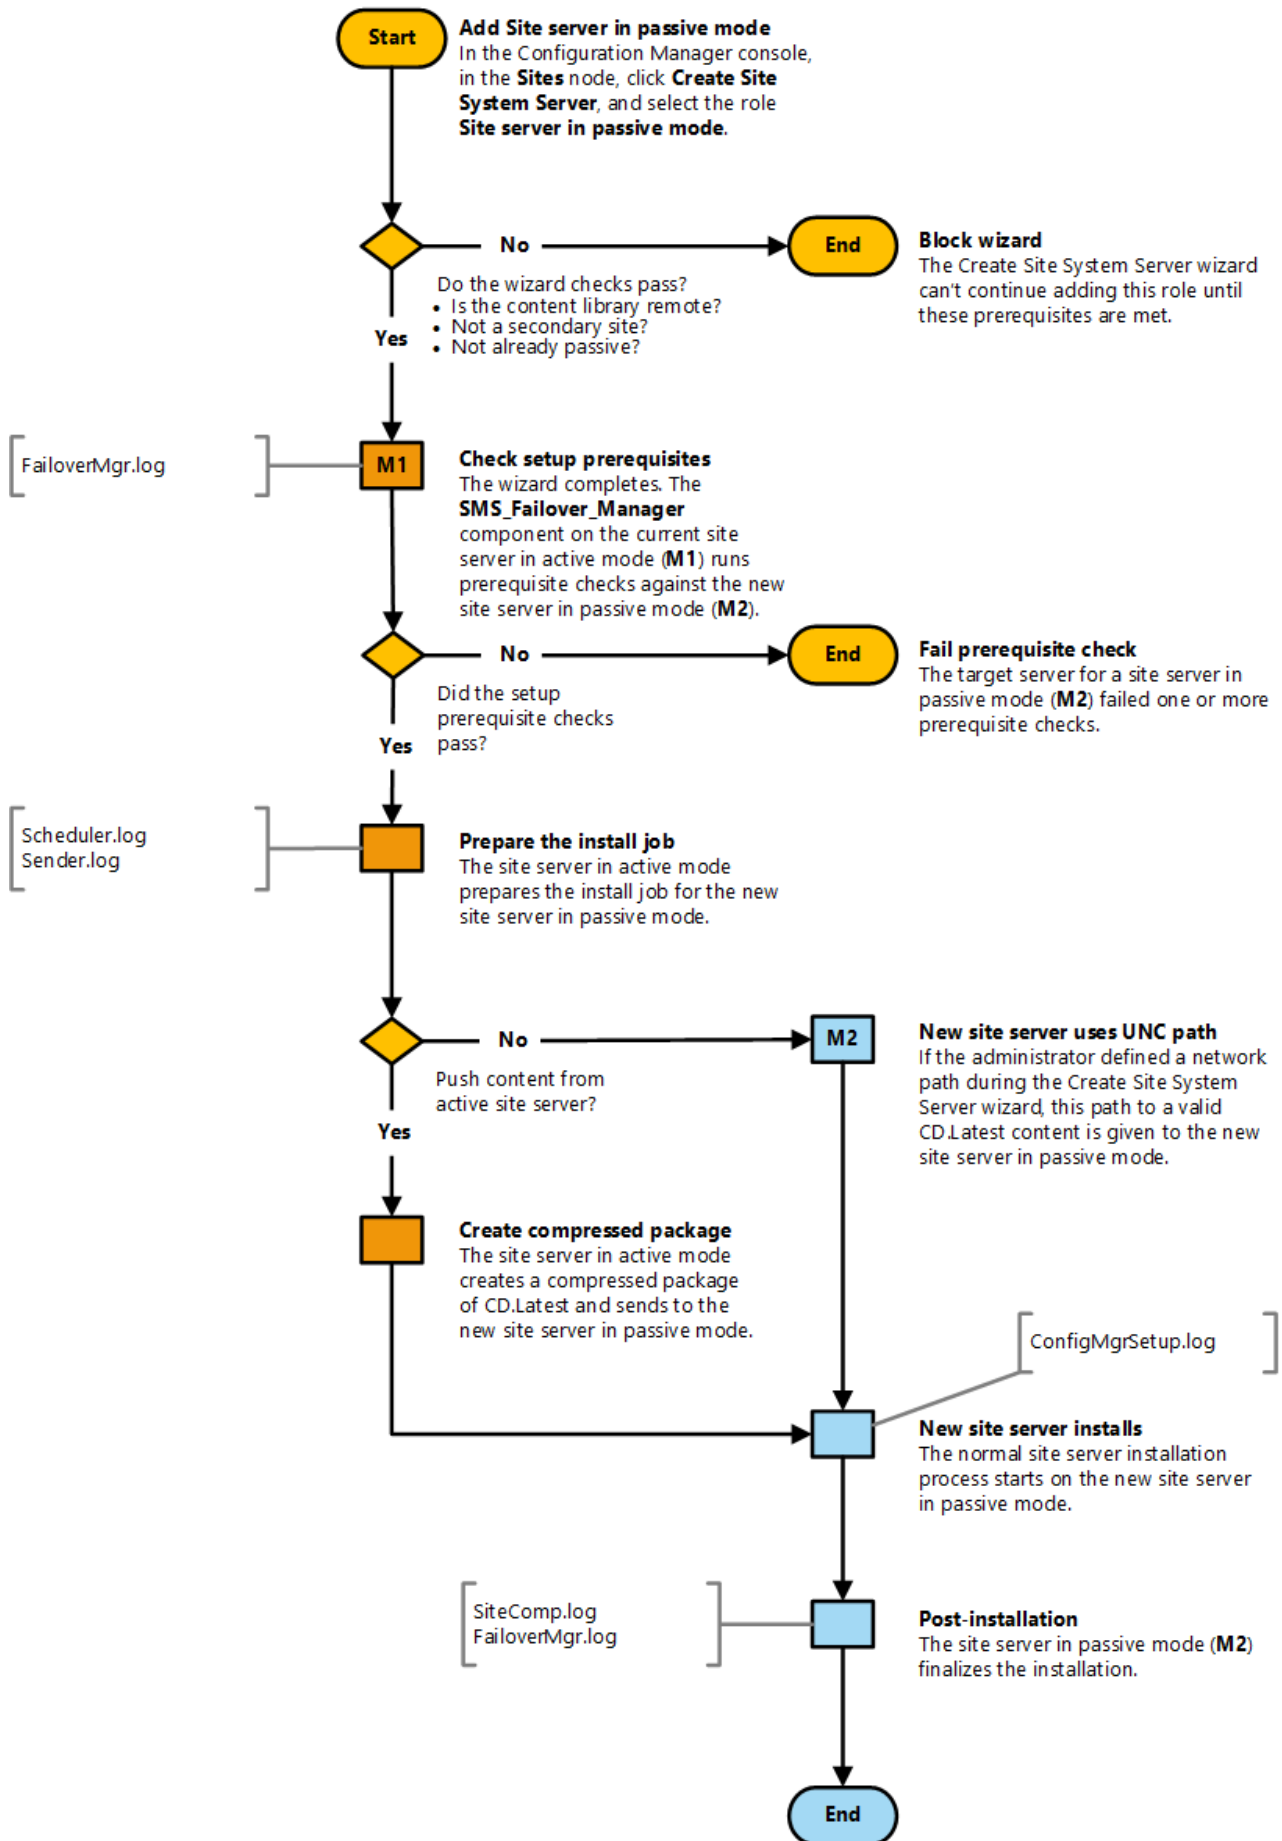 Start
Add Site server in passive mode
In the Configuration Manager console,
in the Sites node, click Create Site
System Server, and select the role
Site server in passive mode.
No
End
Block wizard
The Create Site System Server wizard
can't continue adding this role until
these prerequisites are met.
Do the wizard checks pass?
• Is the content library remote?
• Not a secondary site?
• Not already passive?
Yes
FailoverMgr.log
M1
Check setup prerequisites
The wizard completes. The
SMS_Failover_Manager
component on the current site
server in active mode (M1) runs
prerequisite checks against the new
site server in passive mode (M2).
No
End
Fail prerequisite check
The target server for a site server in
passive mode (M2) failed one or more
prerequisite checks.
Did the setup
prerequisite checks
pass?
Yes
Scheduler.log
Sender.log
Prepare the install job
The site server in active mode
prepares the install job for the new
site server in passive mode.
No
M2
New site server uses UNC path
If the administrator defined a network
path during the Create Site System
Server wizard, this path to a valid
CD.Latest content is given to the new
site server in passive mode.
Push content from
active site server?
Yes
Create compressed package
The site server in active mode
creates a compressed package
of CD.Latest and sends to the
new site server in passive mode.
ConfigMgrSetup.log
New site server installs
The normal site server installation
process starts on the new site server
in passive mode.
SiteComp.log
FailoverMgr.log
Post-installation
The site server in passive mode (M2)
finalizes the installation.
End